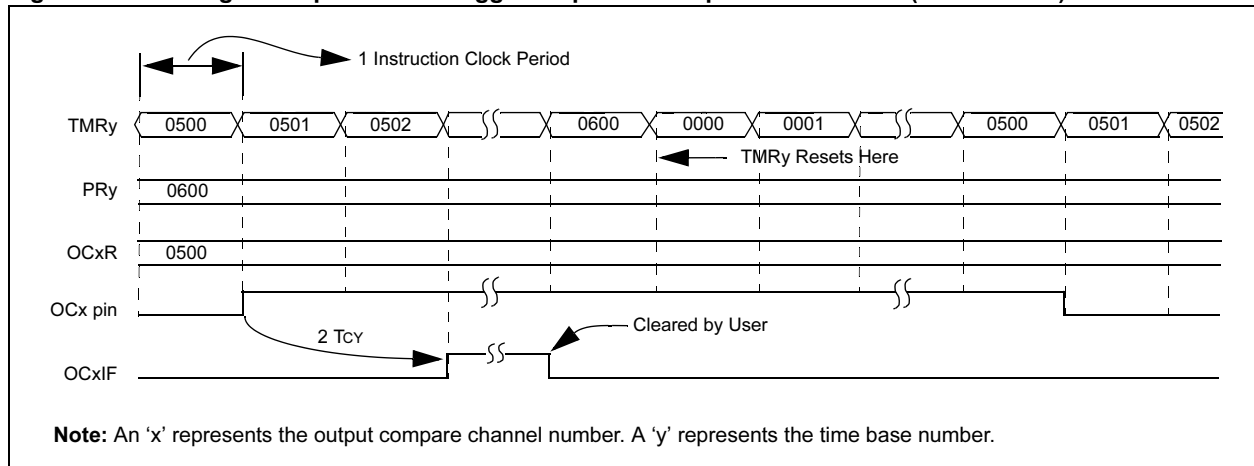 1 Instruction Clock Period
TMRy 0500 0501 0502 0600 0000 0001 0500 0501 0502
TMRy Resets Here
PRy 0600
OCxR 0500
OCx pin
2 TCY
Cleared by User
OCxIF
Note: An ‘x’ represents the output compare channel number. A ‘y’ represents the time base number.